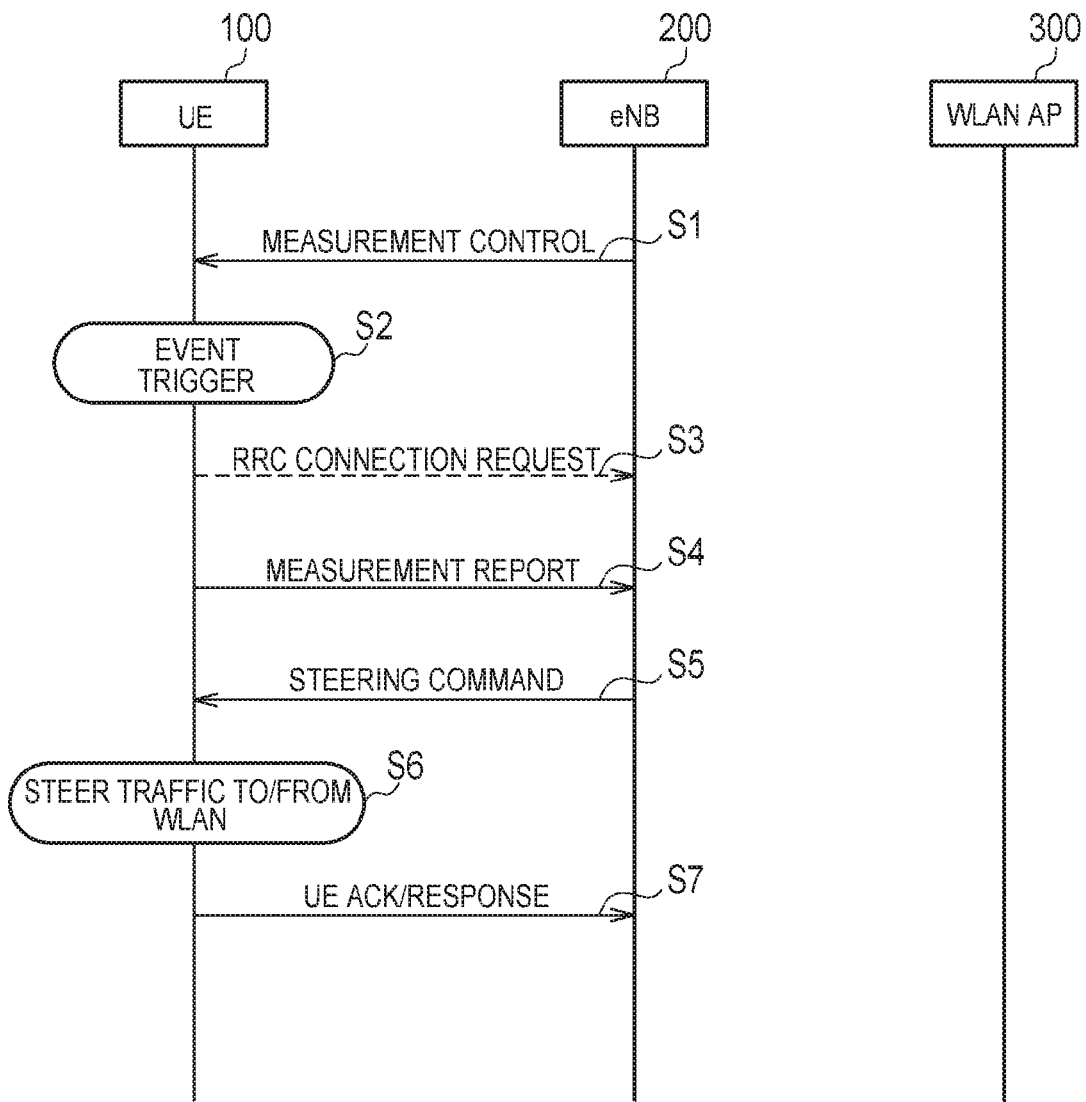 100
200
300
UE
eNB
WLAN AP
MEASUREMENT CONTROL
S1
EVENT
TRIGGER
S2
RRC CONNECTION REQUEST
S3
MEASUREMENT REPORT
S4
STEERING COMMAND
S5
STEER TRAFFIC TO/FROM
WLAN
S6
UE ACK/RESPONSE
S7